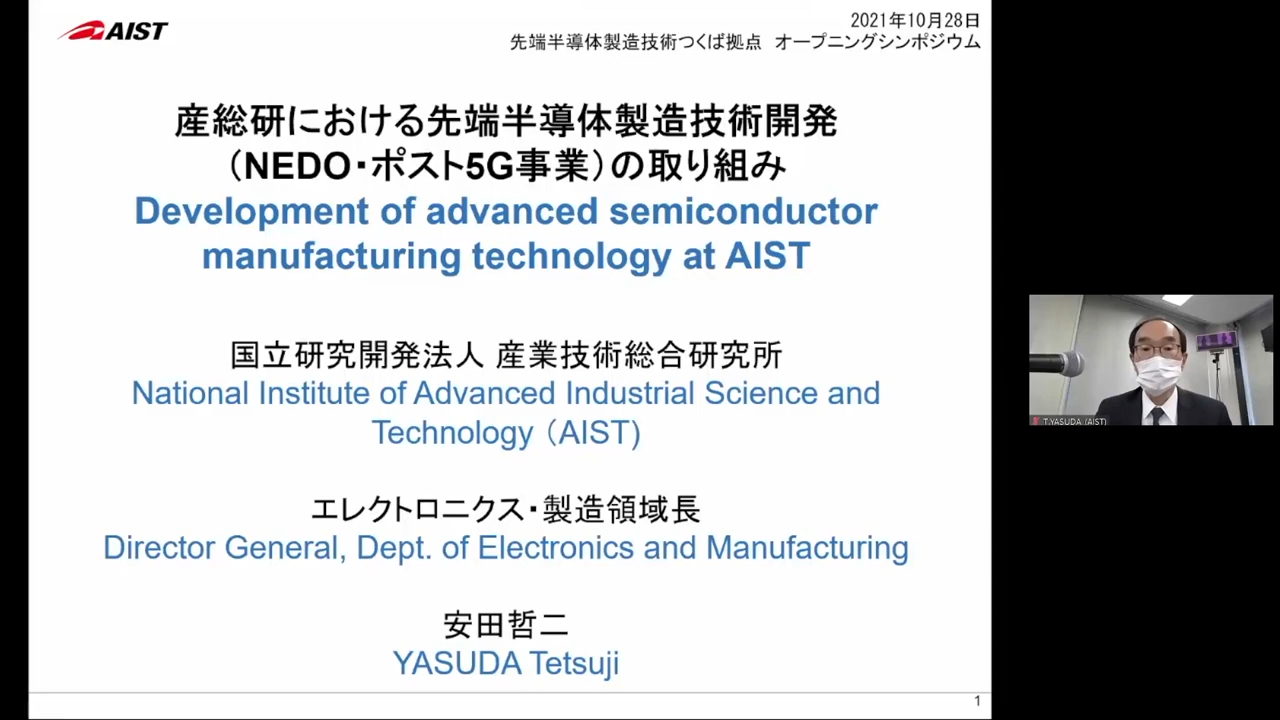 AIST
2021年10月28日
先端半導体製造技術つくば拠点 オープニングシンポジウム
産総研における先端半導体製造技術開発
（NEDO・ポスト5G事業）の取り組み
Development of advanced semiconductor
manufacturing technology at AIST
国立研究開発法人 産業技術総合研究所
National Institute of Advanced Industrial Science and
Technology（AIST)
エレクトロニクス・製造領域長
Director General, Dept. of Electronics and Manufacturing
安田哲二
YASUDA Tetsuji
1
T.YASUDA (AIST)